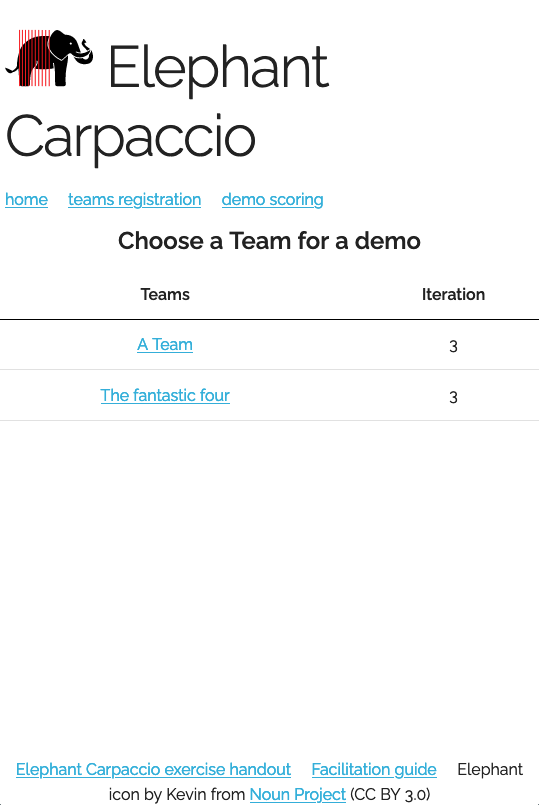 Elephant
Carpaccio
home teams registration demo scoring
Choose a Team for a demo
Teams Iteration
A Team 3
The fantastic four 3
Elephant Carpaccio exercise handout Facilitation guide Elephant
icon by Kevin from Noun Project (CC BY 3.0)